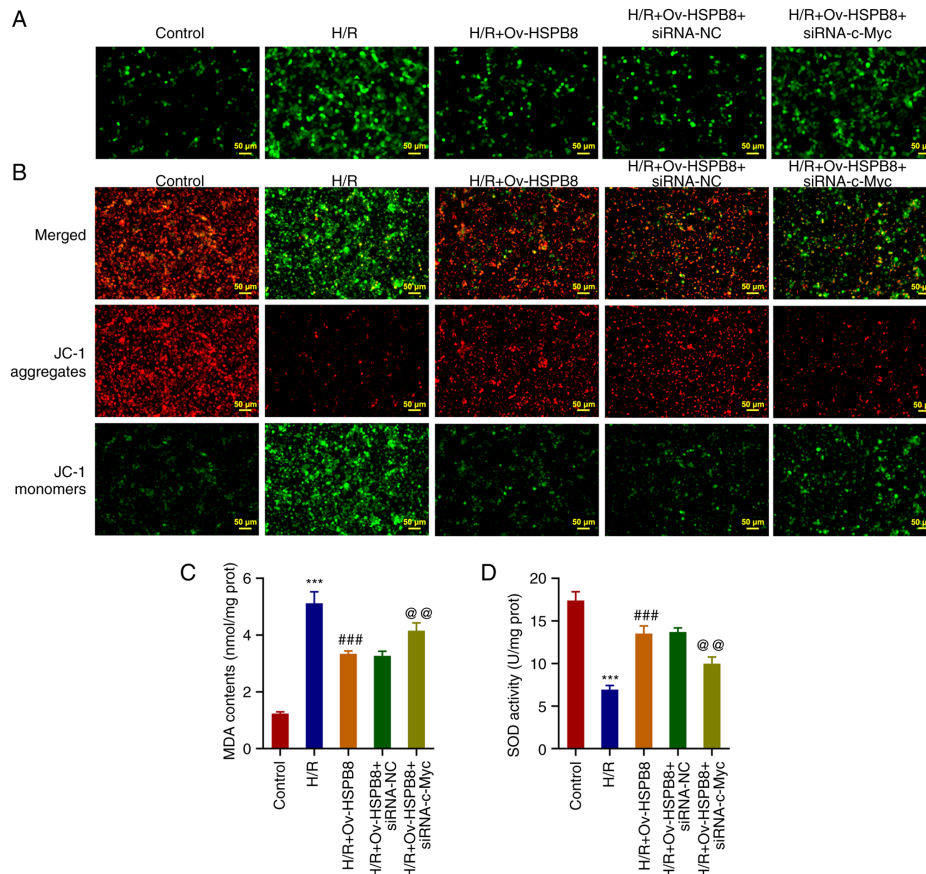 A
Control
H/R
H/R+Ov-HSPB8
H/R+Ov-HSPB8+
siRNA-NC
H/R+Ov-HSPB8+
siRNA-c-Myc
50 µm
50 µm
50 µm
50 µm
50 µm
B
Control
H/R
H/R+Ov-HSPB8
H/R+Ov-HSPB8+
siRNA-NC
H/R+Ov-HSPB8+
siRNA-c-Myc
Merged
50 µm
50 µm
50 µm
50 µm
50 µm
JC-1
aggregates
50 µm
50 µm
50 µm
50 µm
50 µm
JC-1
monomers
50 µm
50 µm
50 µm
50 µm
50 µm
C
MDA contents (nmol/mg prot)
6
4
2
0
***
###
@@
Control
H/R
H/R+Ov-HSPB8
H/R+Ov-HSPB8+
siRNA-NC
H/R+Ov-HSPB8+
siRNA-c-Myc
D
SOD activity (U/mg prot)
20
15
10
5
0
***
###
@@
Control
H/R
H/R+Ov-HSPB8
H/R+Ov-HSPB8+
siRNA-NC
H/R+Ov-HSPB8+
siRNA-c-Myc